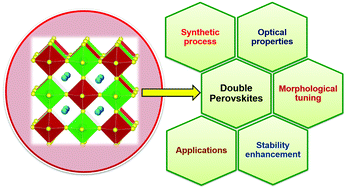 Synthetic
process
Optical
properties
Double
Perovskites
Morphological
tuning
Applications
Stability
enhancement